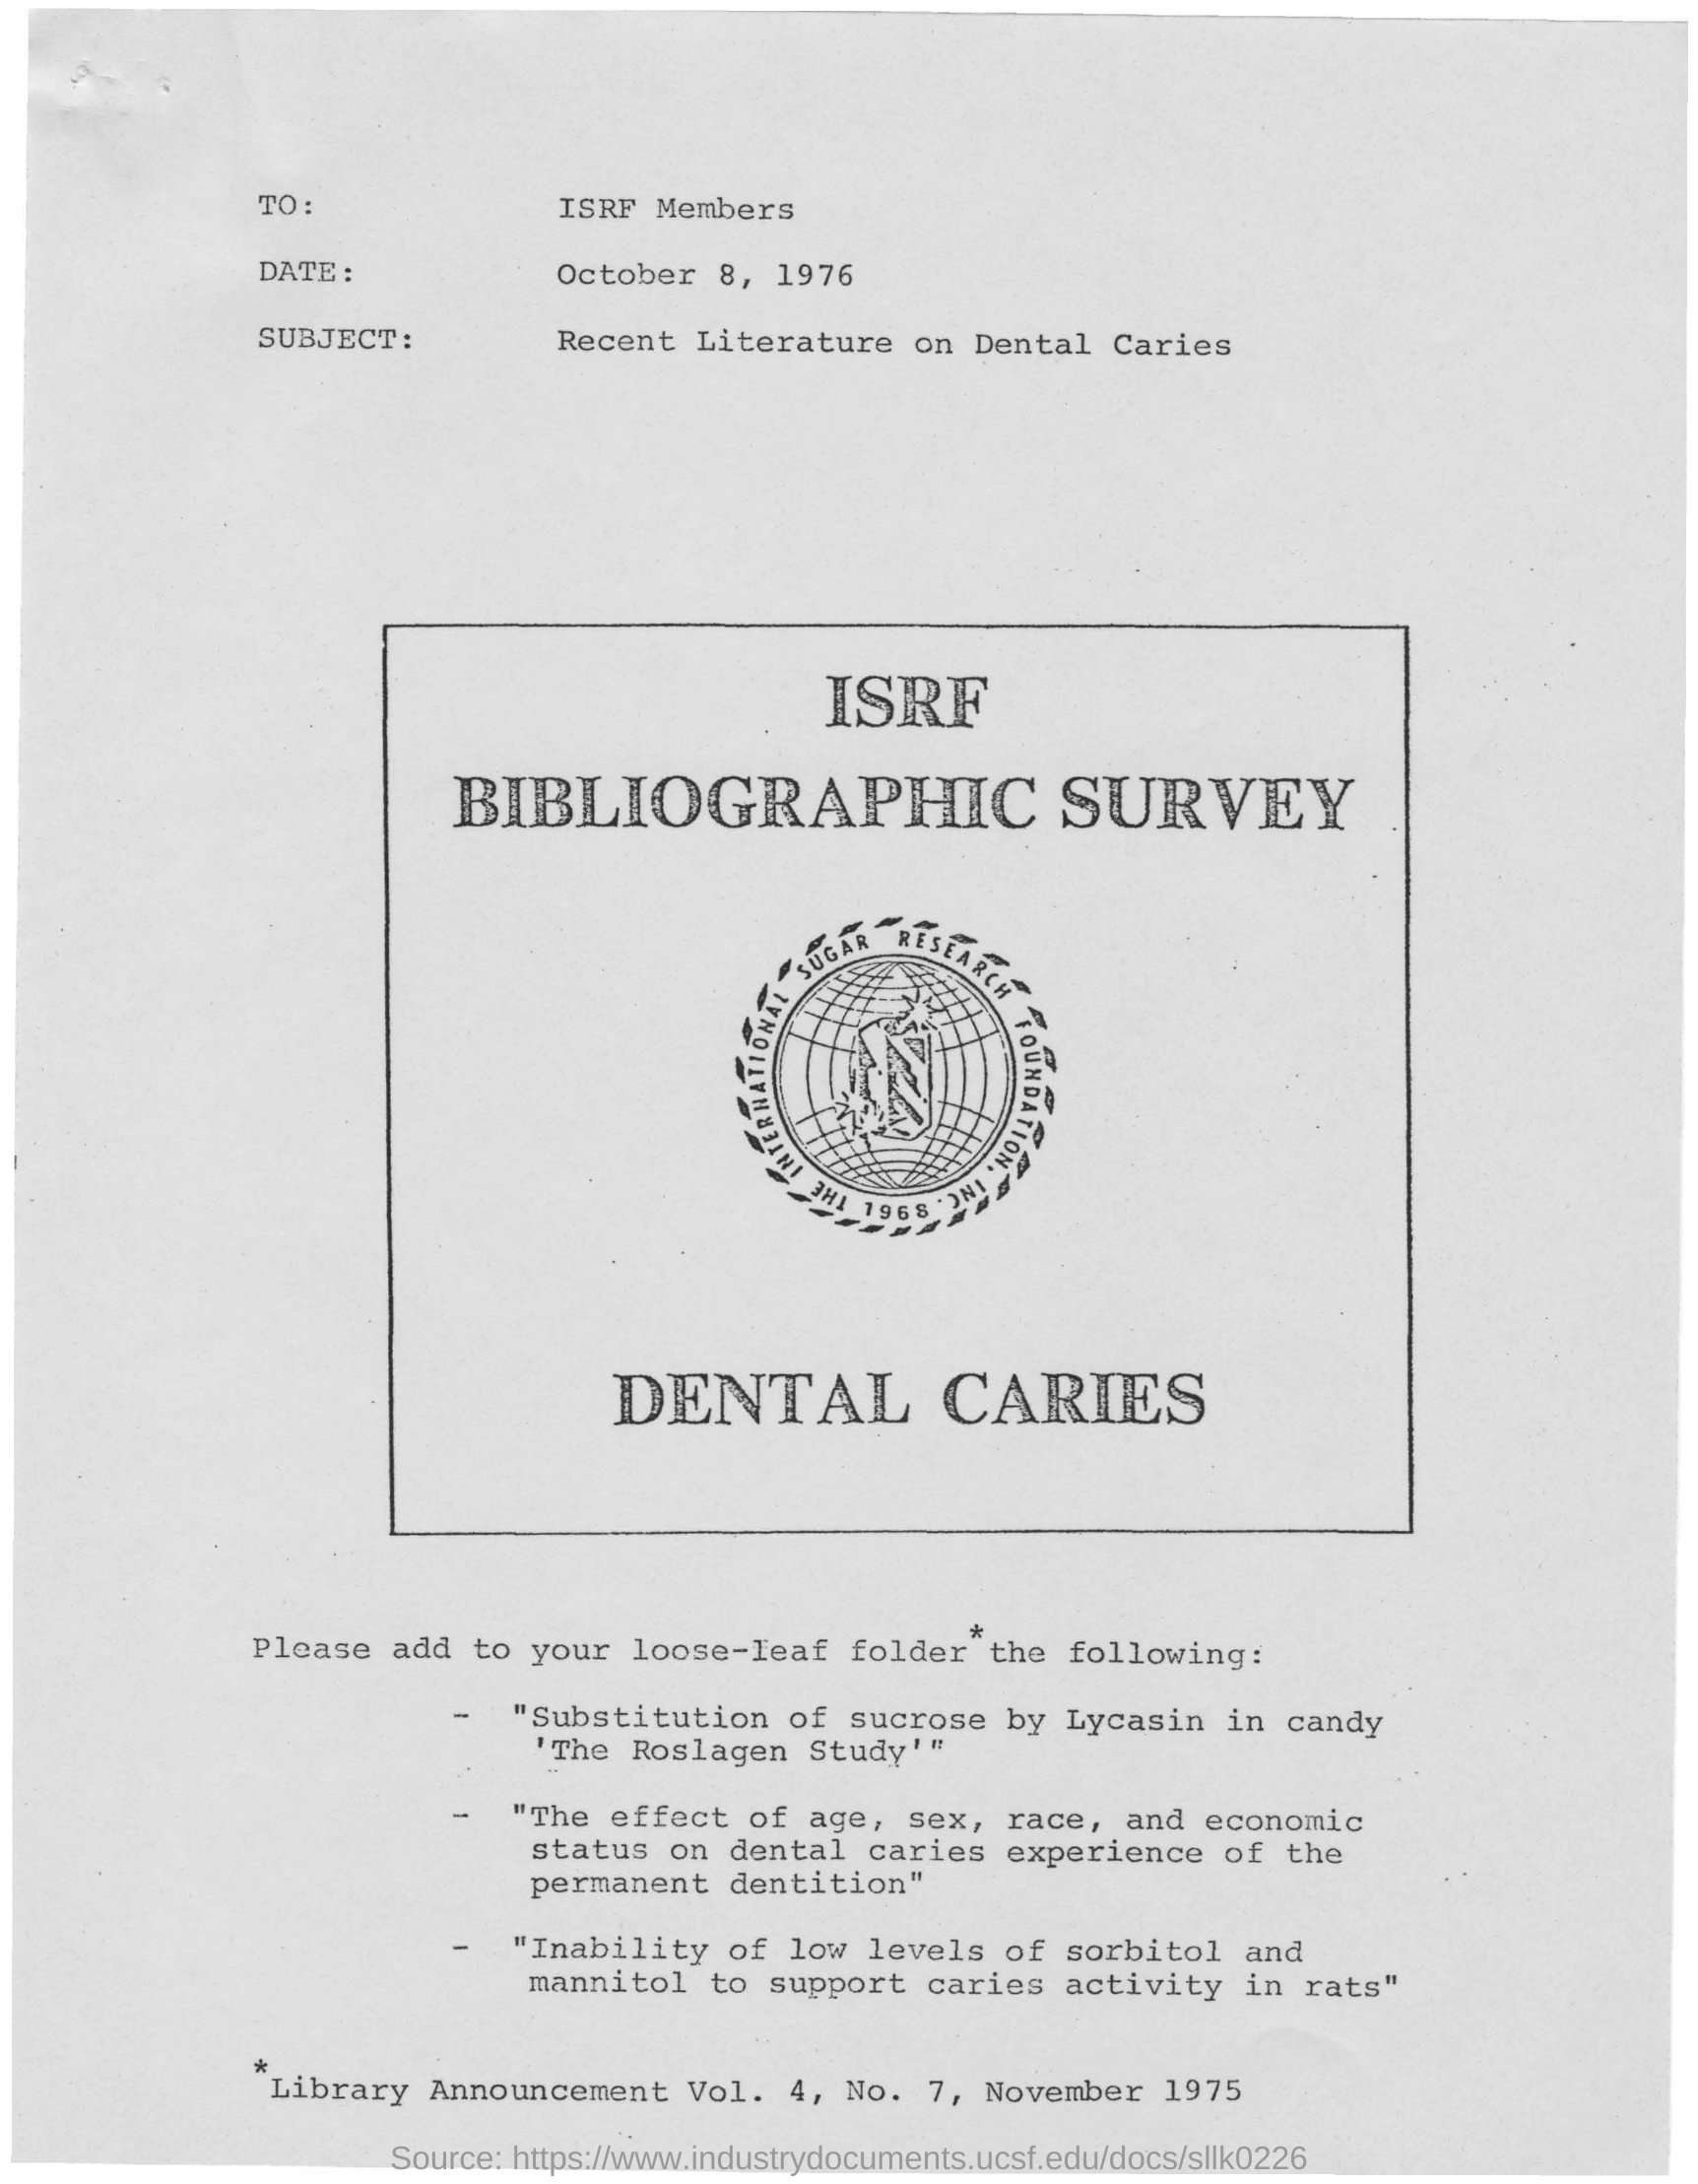 TO: ISRF Members
DATE: October 8, 1976
SUBJECT: Recent Literature on Dental Caries
ISRF
BIBLIOGRAPHIC SURVEY
THE INTERNATIONAL SUGAR RESEARCH FOUNDATION, INC. 1968
DENTAL CARIES
Please add to your loose-leaf folder* the following:
- "Substitution of sucrose by Lycasin in candy
'The Roslagen Study'"
- "The effect of age, sex, race, and economic
status on dental caries experience of the
permanent dentition"
- "Inability of low levels of sorbitol and
mannitol to support caries activity in rats"
*Library Announcement Vol. 4, No. 7, November 1975
Source: https://www.industrydocuments.ucsf.edu/docs/sllk0226